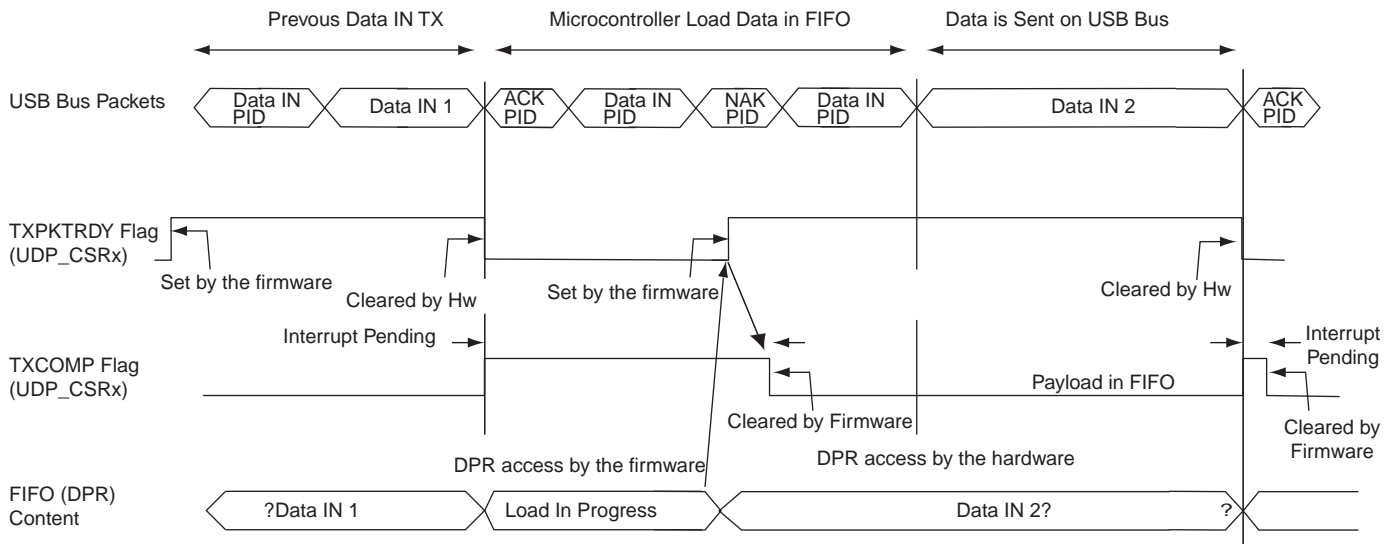 Prevous Data IN TX
Microcontroller Load Data in FIFO
Data is Sent on USB Bus
USB Bus Packets
Data IN
PID
Data IN 1
ACK
PID
Data IN
PID
NAK
PID
Data IN
PID
Data IN 2
ACK
PID
TXPKTRDY Flag
(UDP_CSRx)
Set by the firmware
Cleared by Hw
Set by the firmware
Cleared by Hw
Interrupt Pending
Interrupt
Pending
TXCOMP Flag
(UDP_CSRx)
Payload in FIFO
Cleared by Firmware
Cleared by
Firmware
DPR access by the firmware
DPR access by the hardware
FIFO (DPR)
Content
?Data IN 1
Load In Progress
Data IN 2?
?